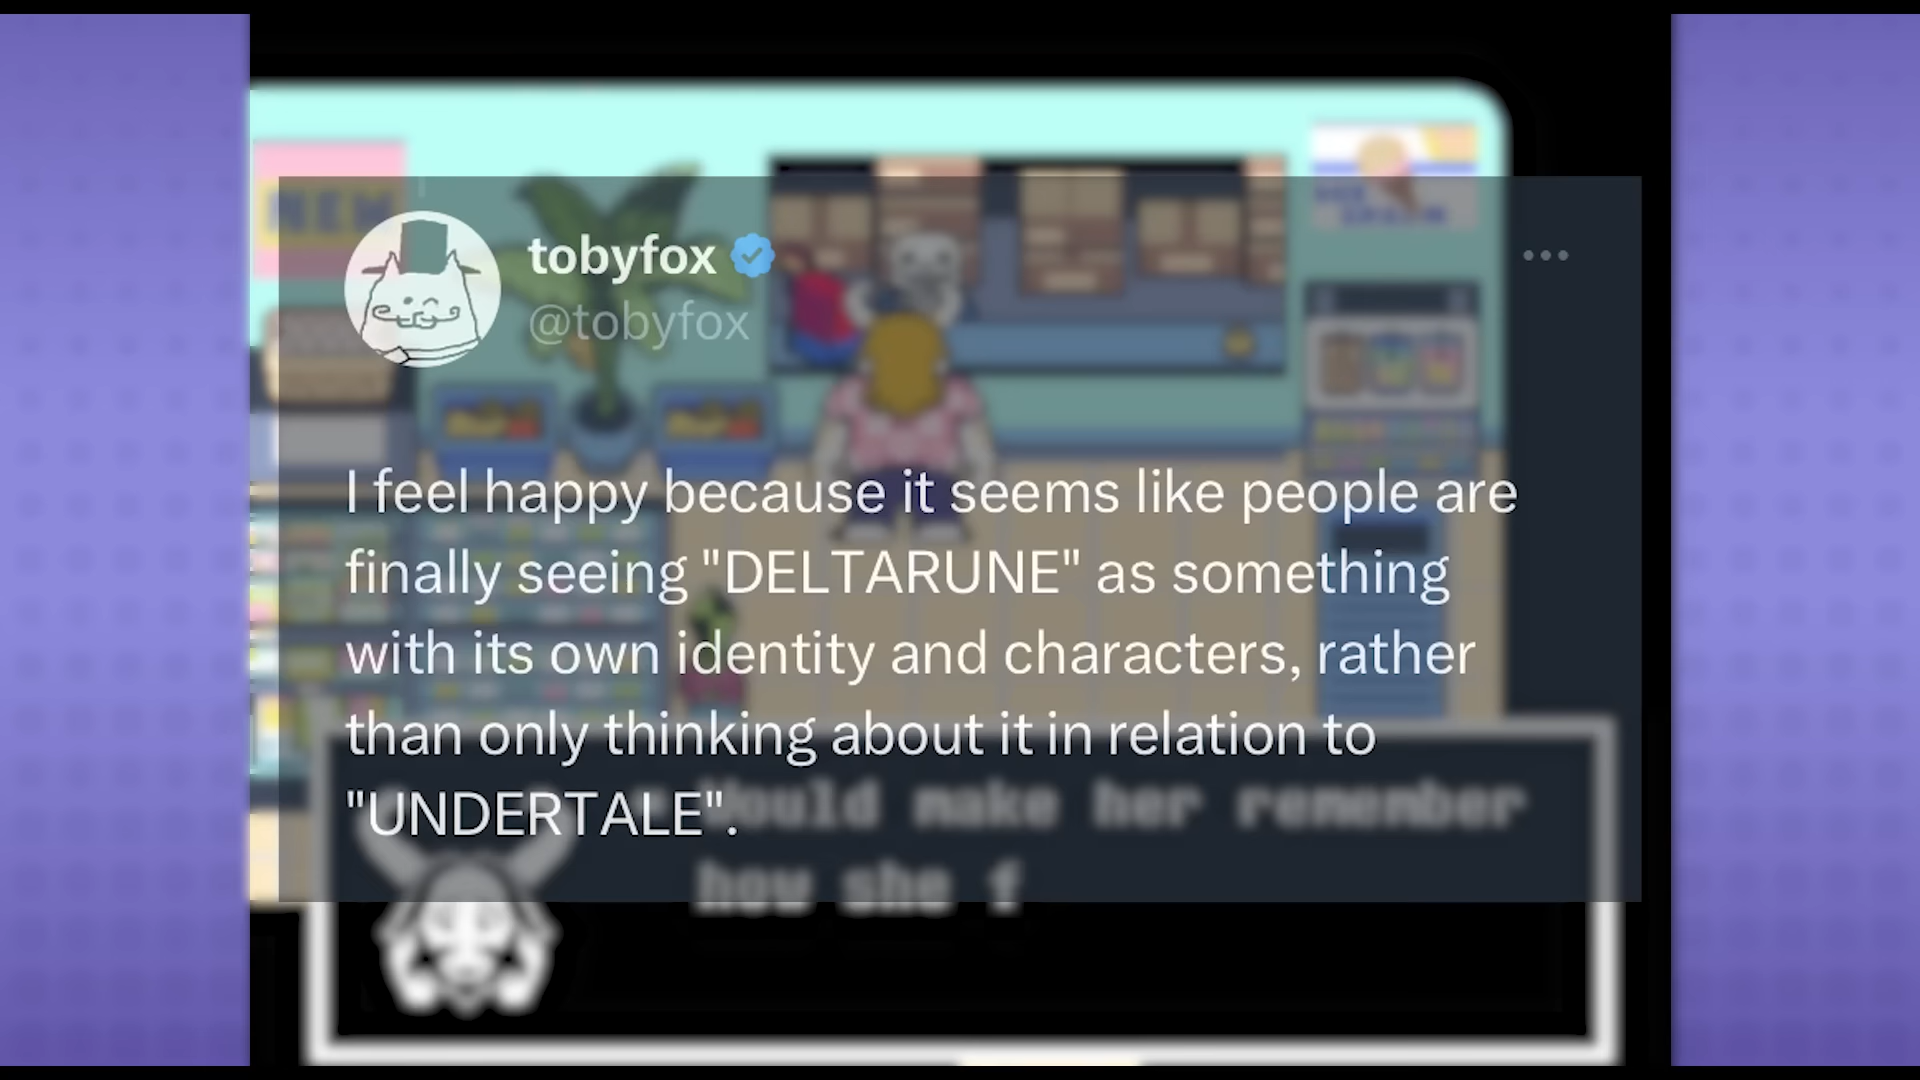 NEW
tobyfox
@tobyfox
I feel happy because it seems like people are
finally seeing "DELTARUNE" as something
with its own identity and characters, rather
than only thinking about it in relation to
"UNDERTALE".
would make her remember
how she f